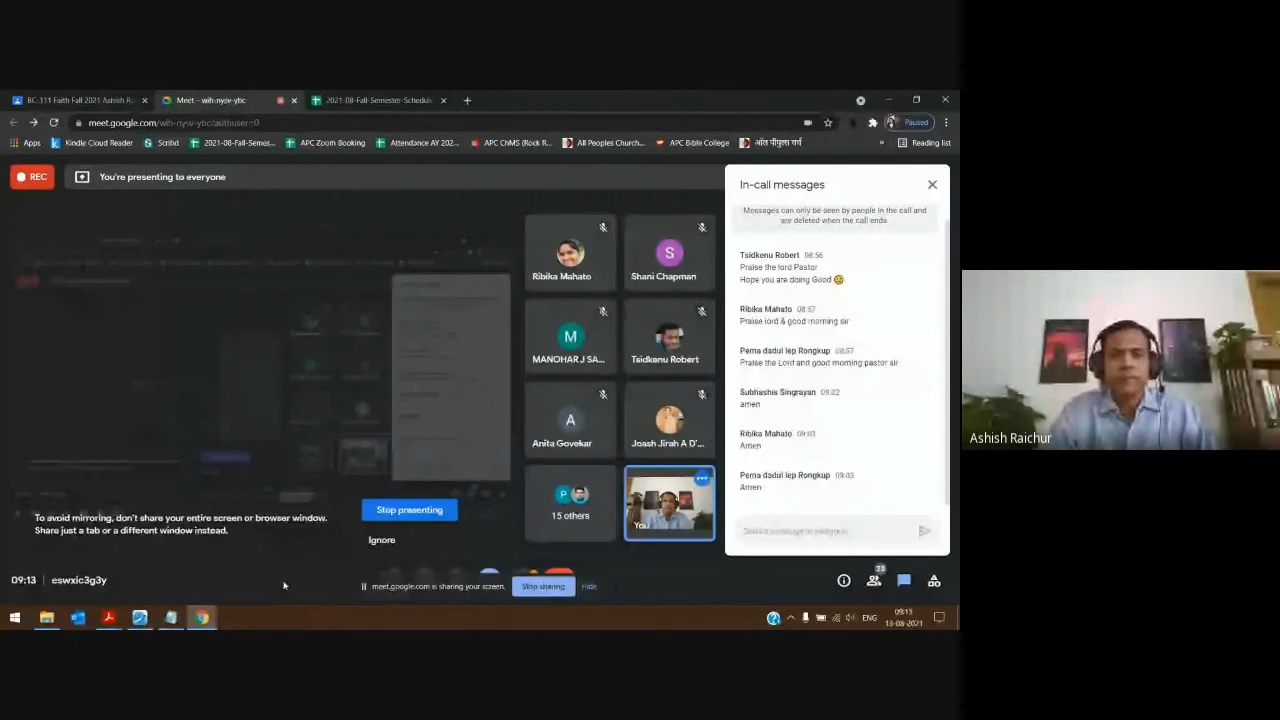 BC-111 Faith Fall 2021 Ashish R
Meet – wih-nysv-ybc
2021-08-Fall-Semester-Schedule
meet.google.com/wih-nysv-ybc?authuser=0
Paused
Apps
Kindle Cloud Reader
Scribd
2021-08-Fall-Semes...
APC Zoom Booking
Attendance AY 202...
APC ChMS (Rock R...
All Peoples Church...
APC Bible College
ऑल पीपुल्स चर्च
»
Reading list
REC
You're presenting to everyone
In-call messages
Messages can only be seen by people in the call and
are deleted when the call ends
Tsidkenu Robert 08:56
Praise the lord Pastor
Hope you are doing Good
Ribika Mahato 08:57
Praise lord & good morning sir
Pema dadul lep Rongkup 08:57
Praise the Lord and good morning pastor sir
Subhashis Singrayan 09:02
amen
Ribika Mahato 09:03
Amen
Pema dadul lep Rongkup 09:03
Amen
Send a message to everyone
Ribika Mahato
S
Shani Chapman
M
MANOHAR J SA...
Tsidkenu Robert
A
Anita Govekar
Joash Jirah A D'...
P
15 others
You
To avoid mirroring, don't share your entire screen or browser window.
Share just a tab or a different window instead.
Stop presenting
Ignore
09:13 | eswxic3g3y
meet.google.com is sharing your screen.
Stop sharing
Hide
23
ENG
09:13
13-08-2021
Ashish Raichur